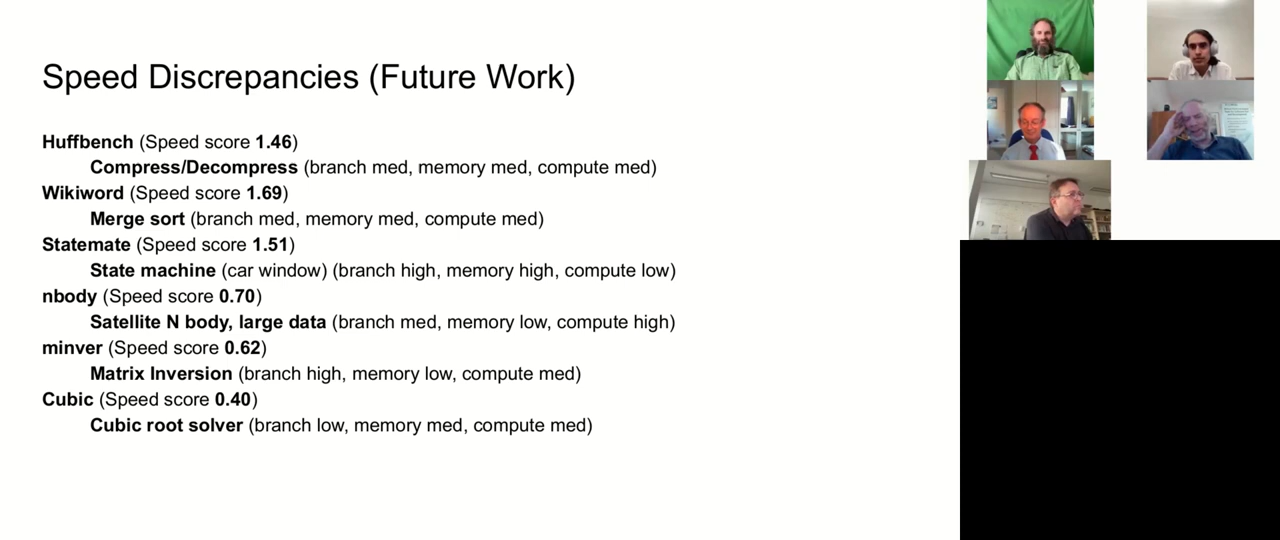 Speed Discrepancies (Future Work)
Huffbench (Speed score 1.46)
Compress/Decompress (branch med, memory med, compute med)
Wikiword (Speed score 1.69)
Merge sort (branch med, memory med, compute med)
Statemate (Speed score 1.51)
State machine (car window) (branch high, memory high, compute low)
nbody (Speed score 0.70)
Satellite N body, large data (branch med, memory low, compute high)
minver (Speed score 0.62)
Matrix Inversion (branch high, memory low, compute med)
Cubic (Speed score 0.40)
Cubic root solver (branch low, memory med, compute med)